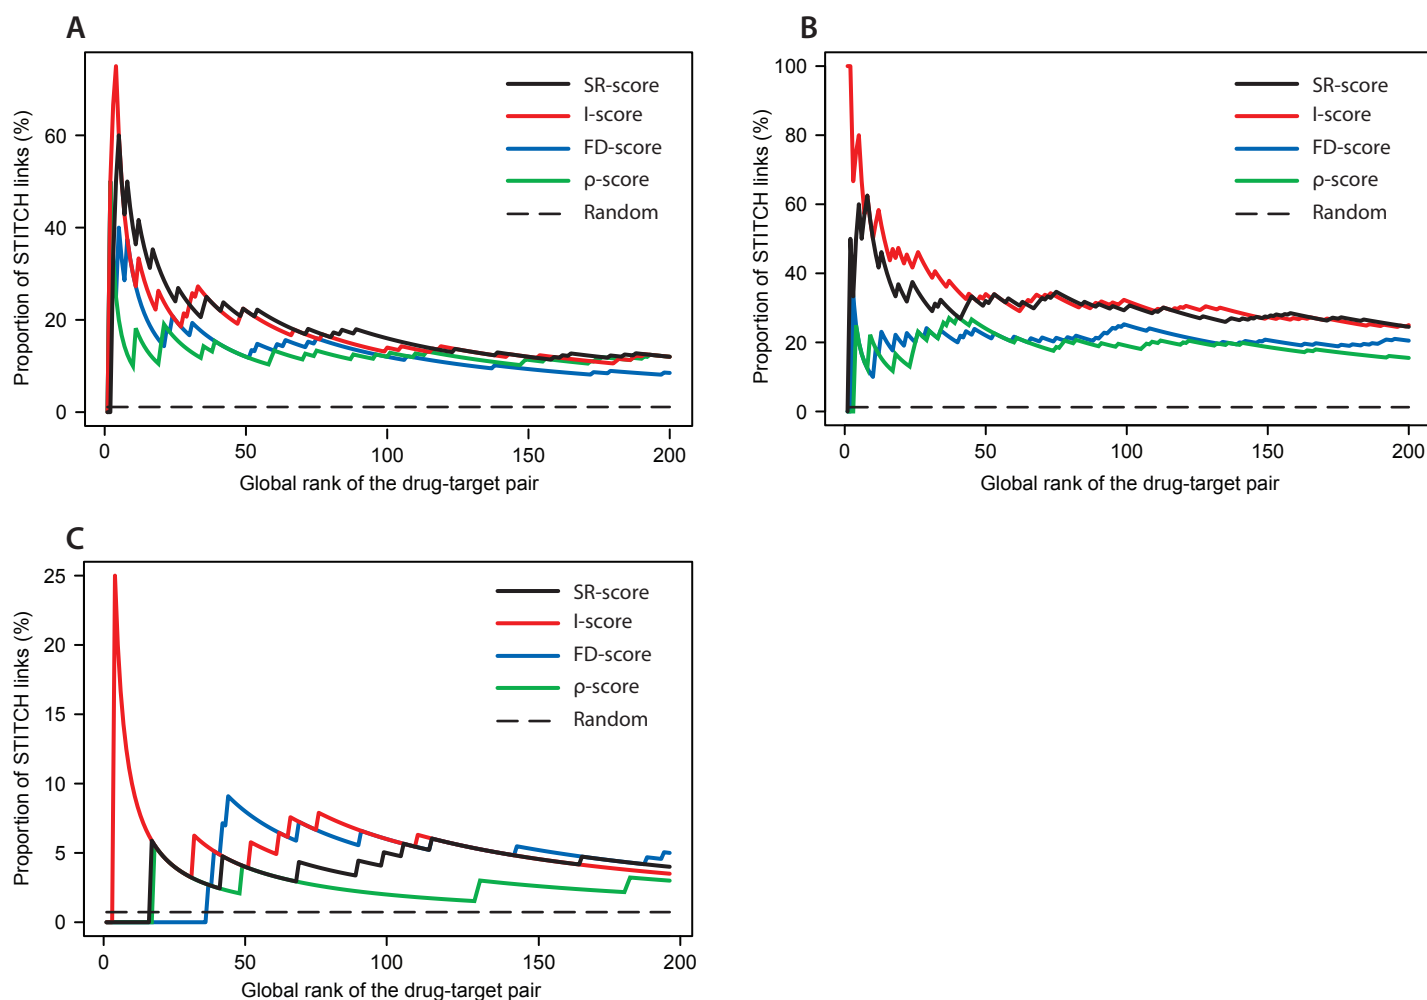 A
Proportion of STITCH links (%)
60
40
20
0
SR-score
I-score
FD-score
ρ-score
Random
0 50 100 150 200
Global rank of the drug-target pair
B
Proportion of STITCH links (%)
100
80
60
40
20
0
SR-score
I-score
FD-score
ρ-score
Random
0 50 100 150 200
Global rank of the drug-target pair
C
Proportion of STITCH links (%)
25
20
15
10
5
0
SR-score
I-score
FD-score
ρ-score
Random
0 50 100 150 200
Global rank of the drug-target pair